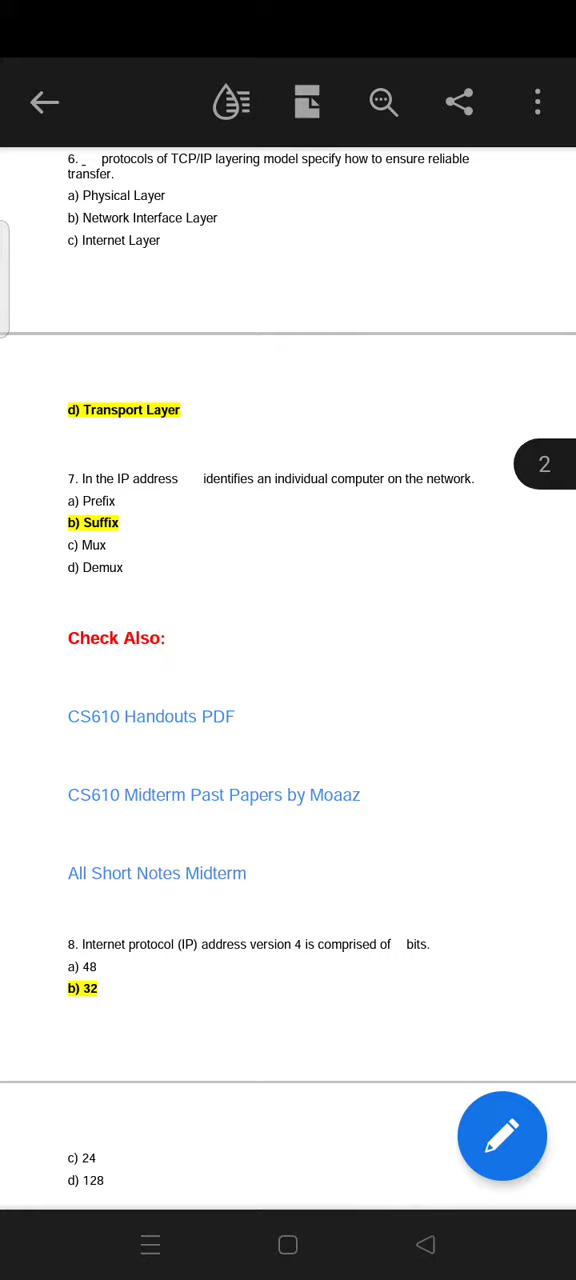 6. _ protocols of TCP/IP layering model specify how to ensure reliable
transfer.
a) Physical Layer
b) Network Interface Layer
c) Internet Layer
d) Transport Layer
2
7. In the IP address identifies an individual computer on the network.
a) Prefix
b) Suffix
c) Mux
d) Demux
Check Also:
CS610 Handouts PDF
CS610 Midterm Past Papers by Moaaz
All Short Notes Midterm
8. Internet protocol (IP) address version 4 is comprised of bits.
a) 48
b) 32
c) 24
d) 128